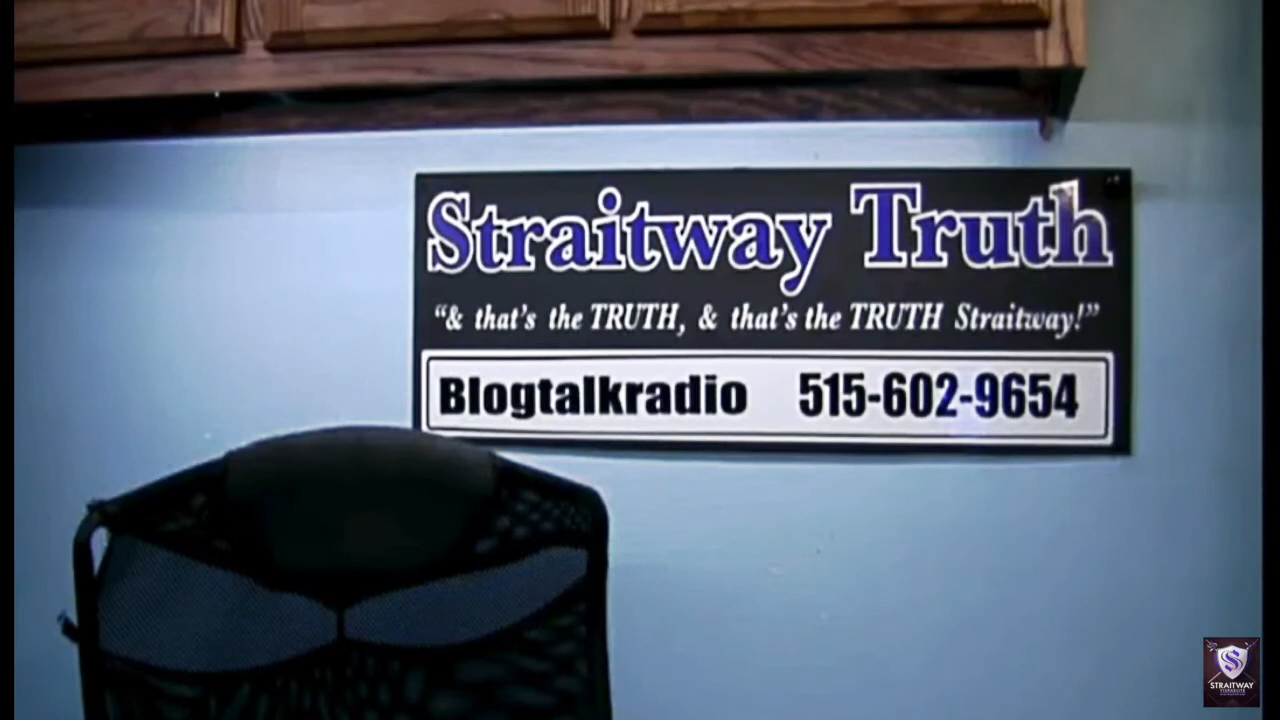 Straitway Truth
“& that's the TRUTH, & that's the TRUTH Straitway!”
Blogtalkradio 515-602-9654
S
STRAITWAY